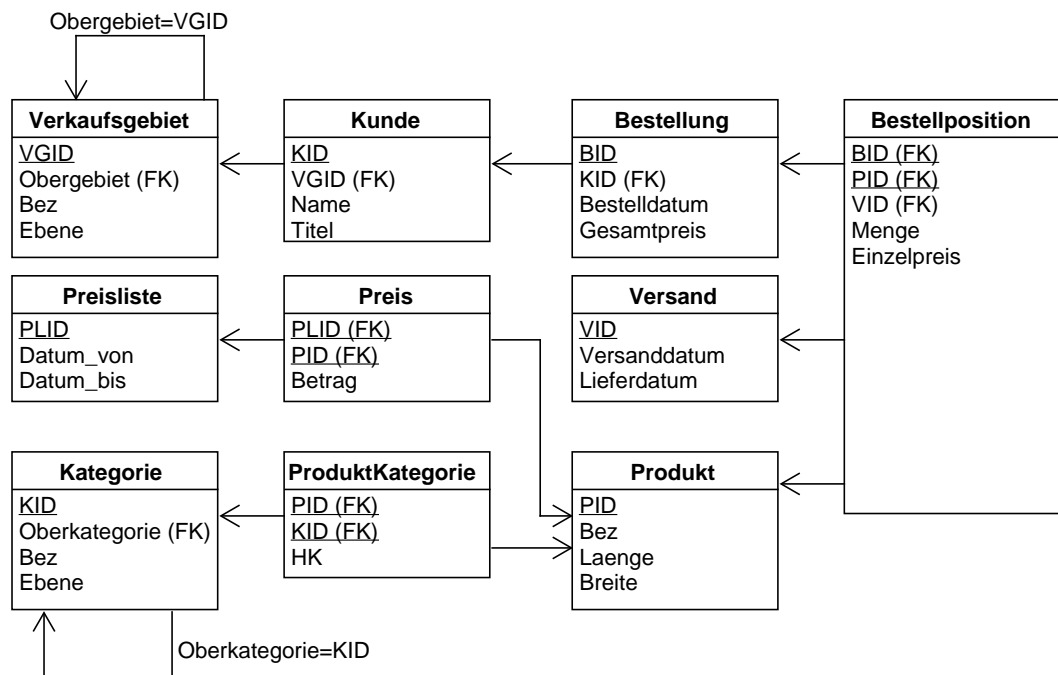 Obergebiet=VGID
Verkaufsgebiet
VGID
Obergebiet (FK)
Bez
Ebene
Kunde
KID
VGID (FK)
Name
Titel
Bestellung
BID
KID (FK)
Bestelldatum
Gesamtpreis
Bestellposition
BID (FK)
PID (FK)
VID (FK)
Menge
Einzelpreis
Preisliste
PLID
Datum_von
Datum_bis
Preis
PLID (FK)
PID (FK)
Betrag
Versand
VID
Versanddatum
Lieferdatum
Kategorie
KID
Oberkategorie (FK)
Bez
Ebene
ProduktKategorie
PID (FK)
KID (FK)
HK
Produkt
PID
Bez
Laenge
Breite
Oberkategorie=KID